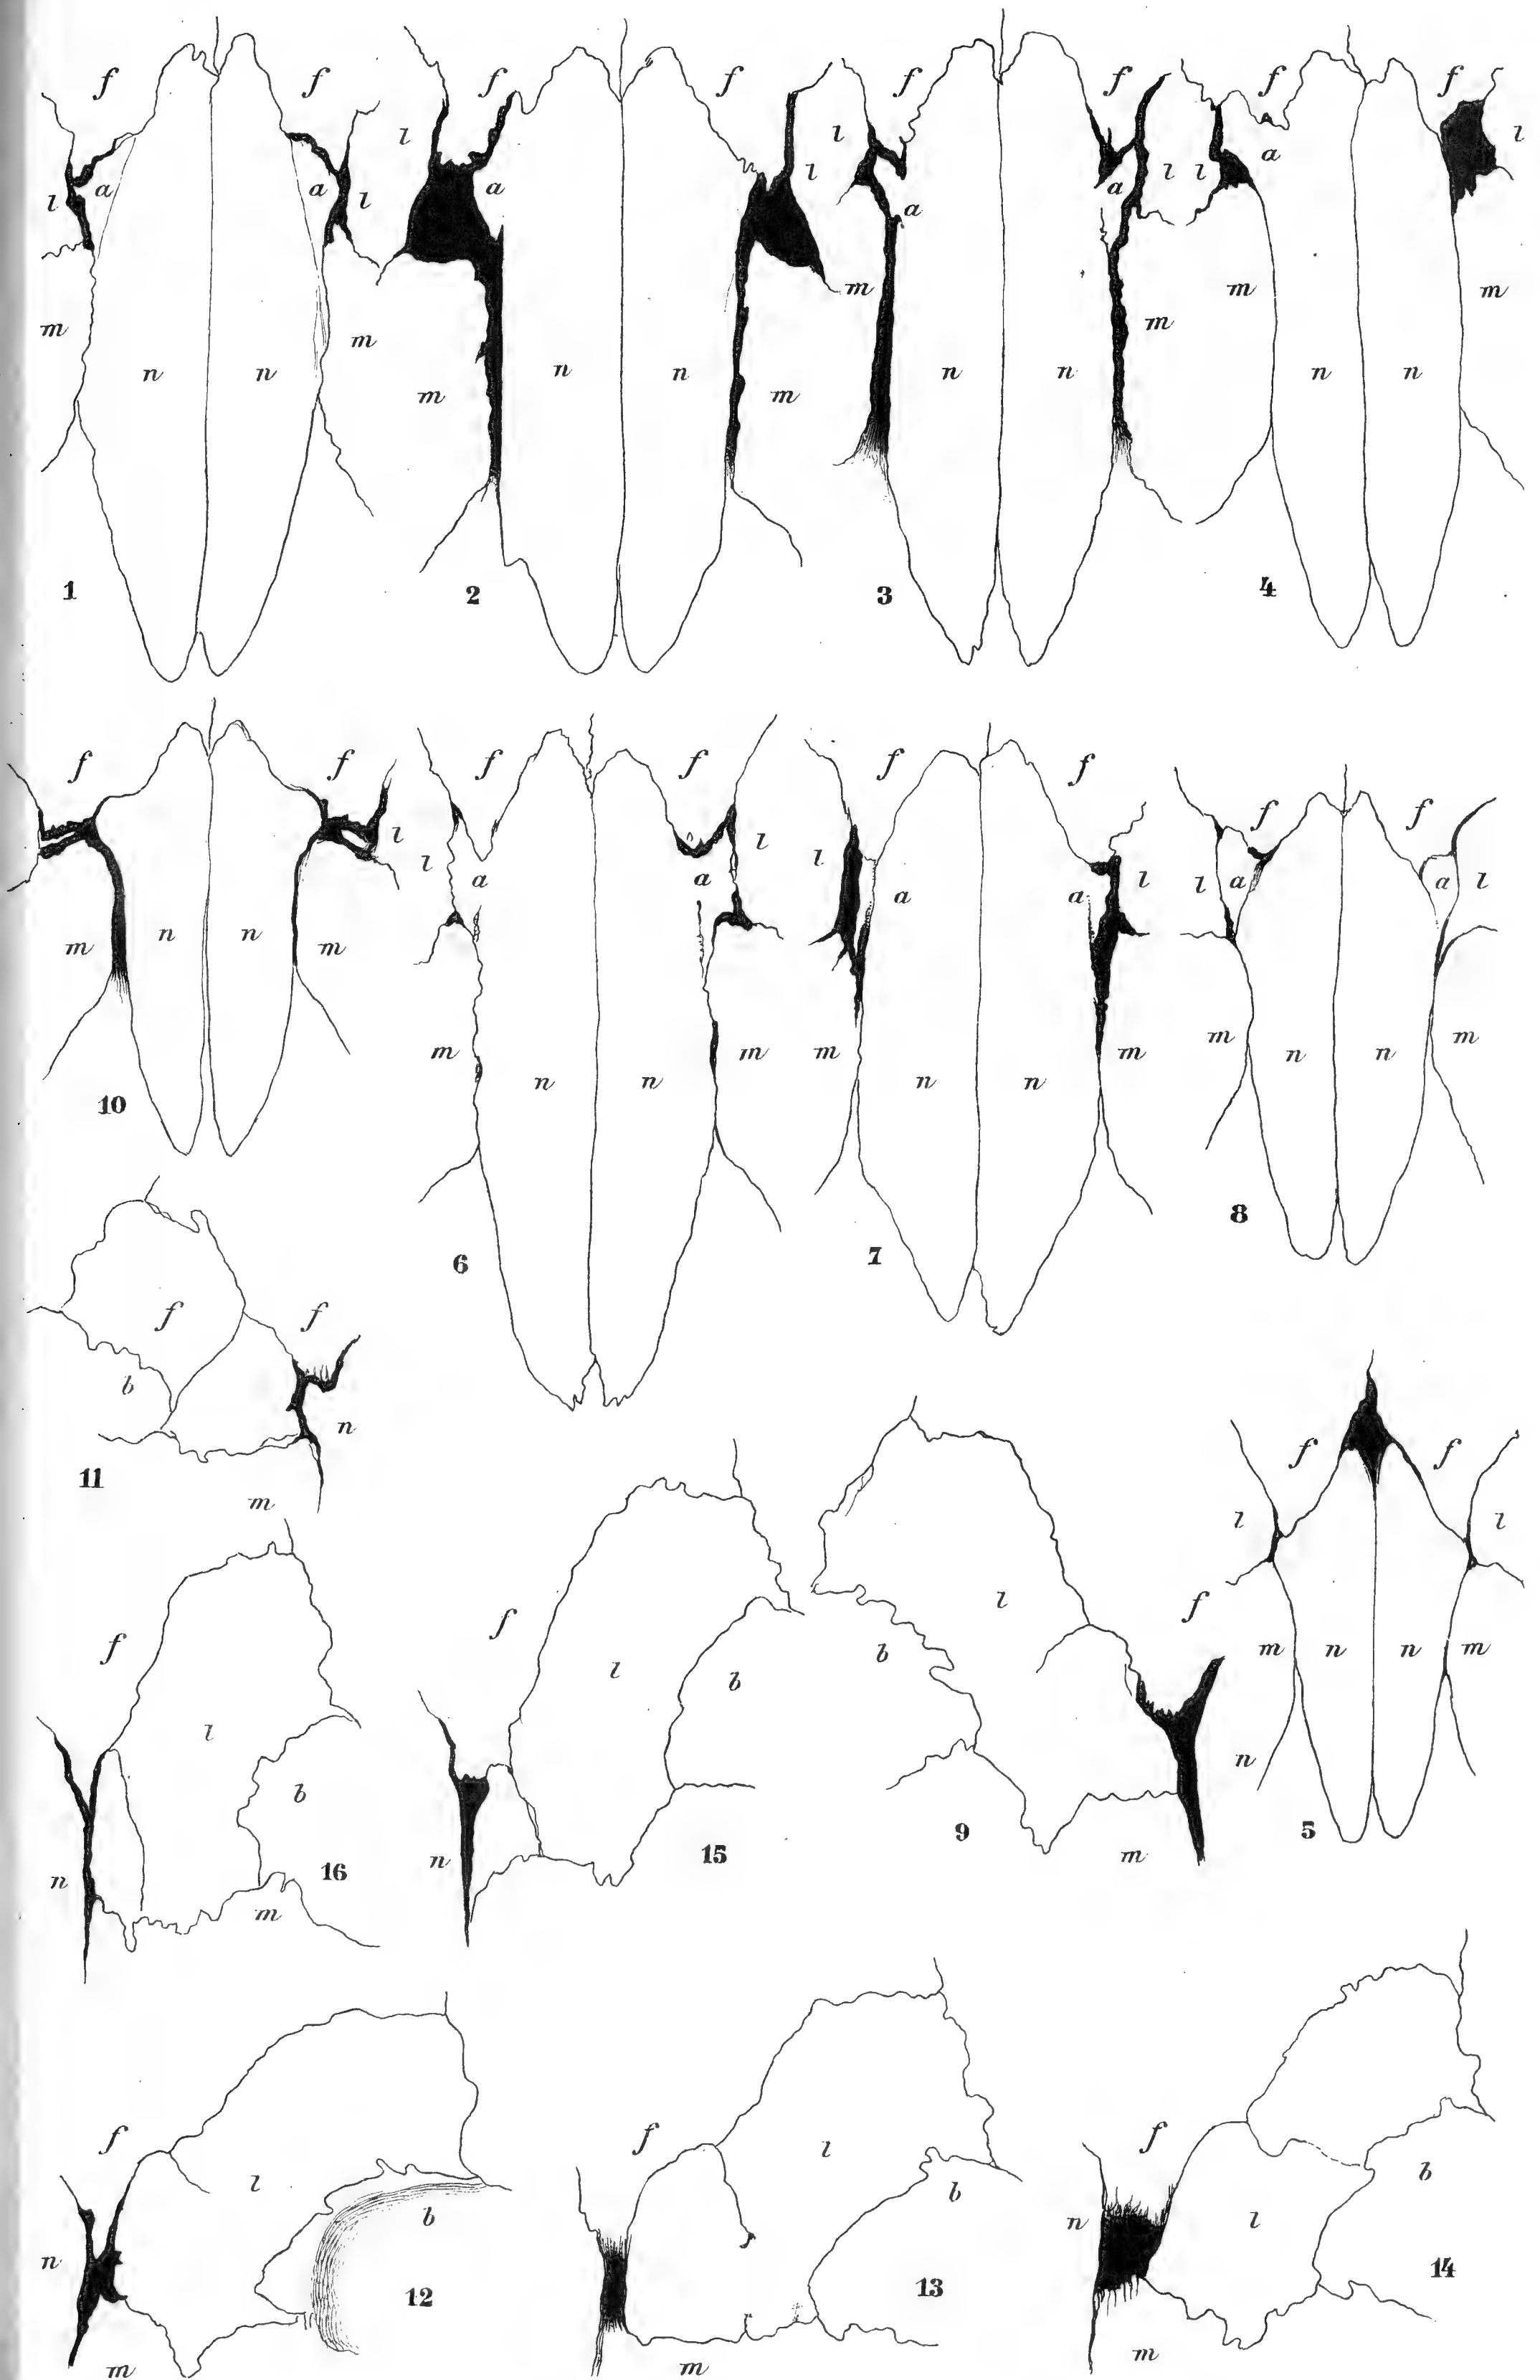 f f l f f l f f l f f l
l a a l a l a l l a
m m m m m m m m
n n n n n n n n
1 2 3 4
f f f f f f f f
l l a a l l a a l l a a l
m n n m m n n m m n n m m n n m
10 6 7 8
f f
b n
11 m
f f
l l
f l b n
b
f l
b m 9
f f
l l
m n n m
n 5
f l b
n 16 m
n 15
f l b
n 12 m
f l b
13 m
f l b
n 14 m